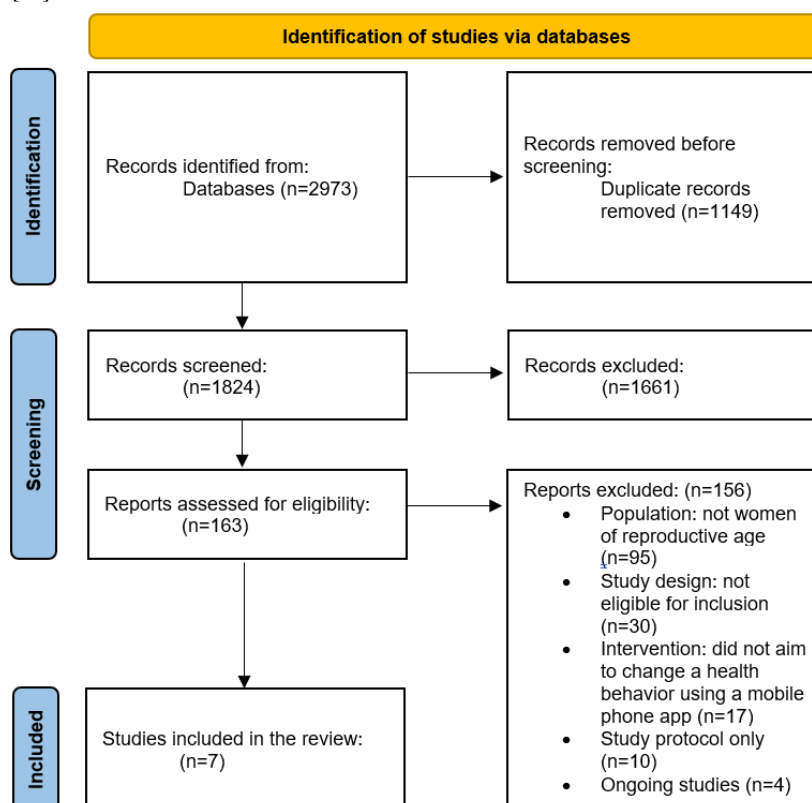 Identification of studies via databases
Identification
Records identified from:
Databases (n=2973)
Records removed before
screening:
Duplicate records
removed (n=1149)
Screening
Records screened:
(n=1824)
Records excluded:
(n=1661)
Reports assessed for eligibility:
(n=163)
Reports excluded: (n=156)
• Population: not women
of reproductive age
(n=95)
• Study design: not
eligible for inclusion
(n=30)
• Intervention: did not aim
to change a health
behavior using a mobile
phone app (n=17)
• Study protocol only
(n=10)
• Ongoing studies (n=4)
Included
Studies included in the review:
(n=7)